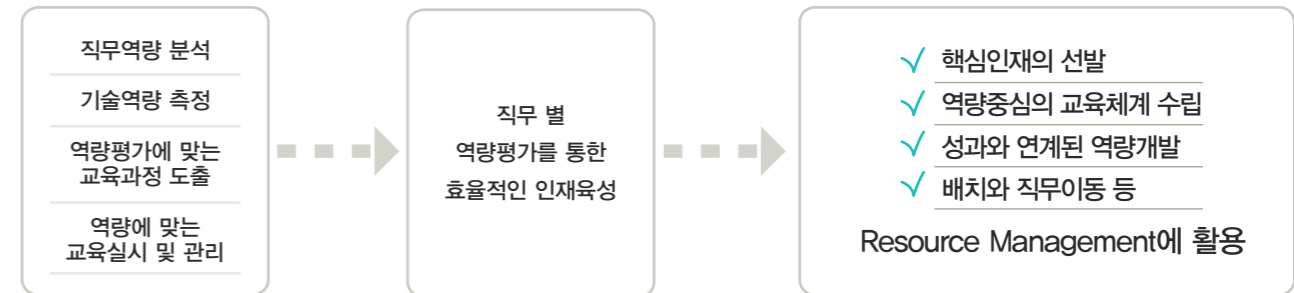 직무역량 분석
기술역량 측정
역량평가에 맞는
교육과정 도출
역량에 맞는
교육실시 및 관리
직무 별
역량평가를 통한
효율적인 인재육성
핵심인재의 선발
역량중심의 교육체계 수립
성과와 연계된 역량개발
배치와 직무이동 등
Resource Management에 활용